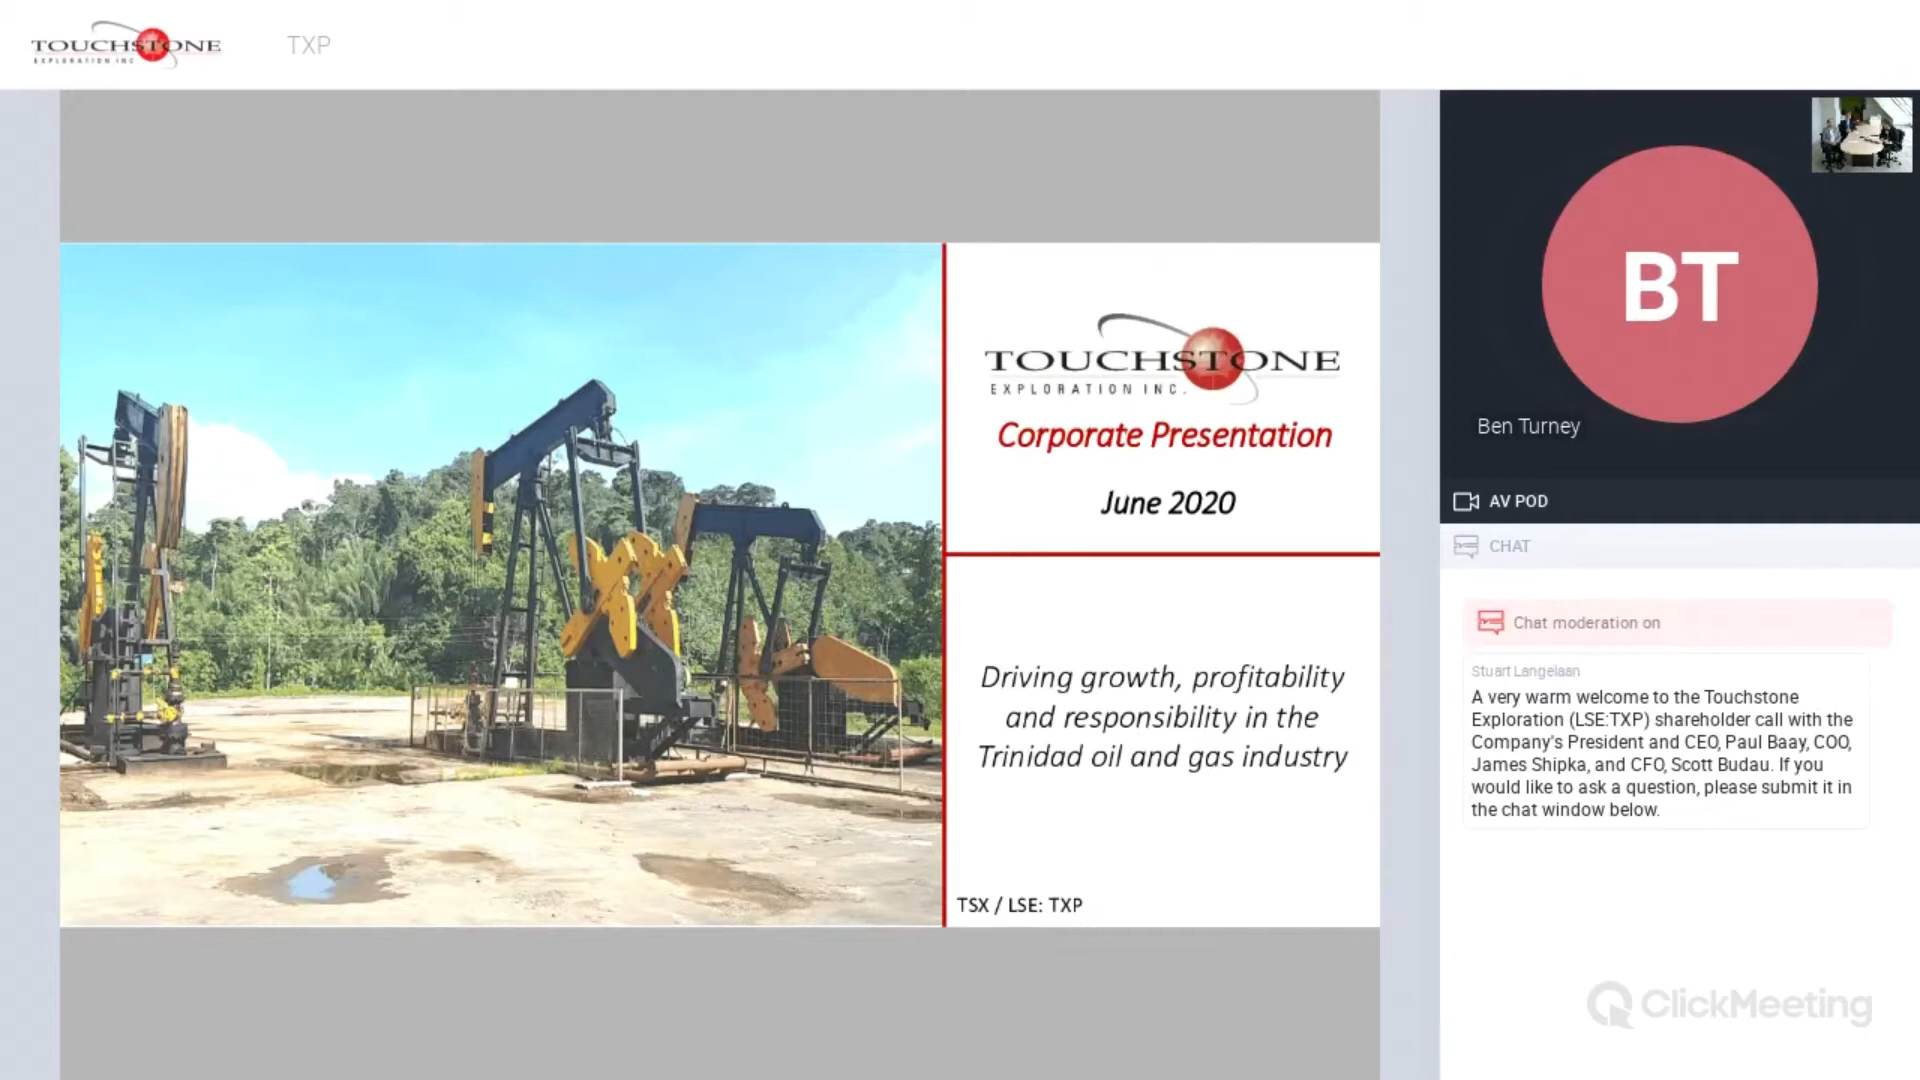 TOUCHSTONE
EXPLORATION INC
TXP
TOUCHSTONE
EXPLORATION INC.
Corporate Presentation
June 2020
Driving growth, profitability
and responsibility in the
Trinidad oil and gas industry
TSX / LSE: TXP
BT
Ben Turney
AV POD
CHAT
Chat moderation on
Stuart Langelaan
A very warm welcome to the Touchstone
Exploration (LSE:TXP) shareholder call with the
Company's President and CEO, Paul Baay, COO,
James Shipka, and CFO, Scott Budau. If you
would like to ask a question, please submit it in
the chat window below.
ClickMeeting